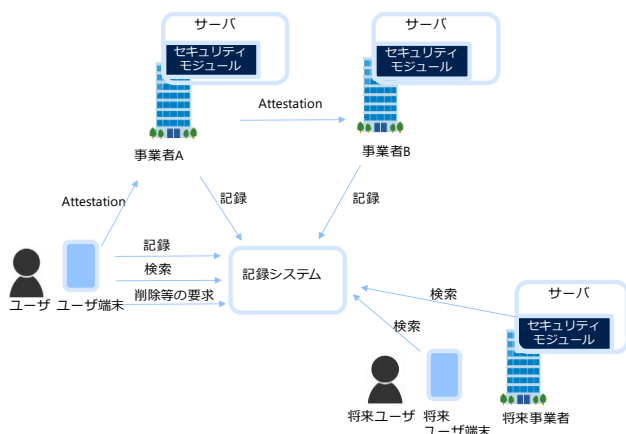 サーバ
セキュリティ
モジュール
サーバ
セキュリティ
モジュール
Attestation
事業者A
事業者B
Attestation
記録
記録
記録
検索
削除等の要求
ユーザ
ユーザ端末
記録システム
検索
検索
サーバ
セキュリティ
モジュール
将来ユーザ
将来
ユーザ端末
将来事業者